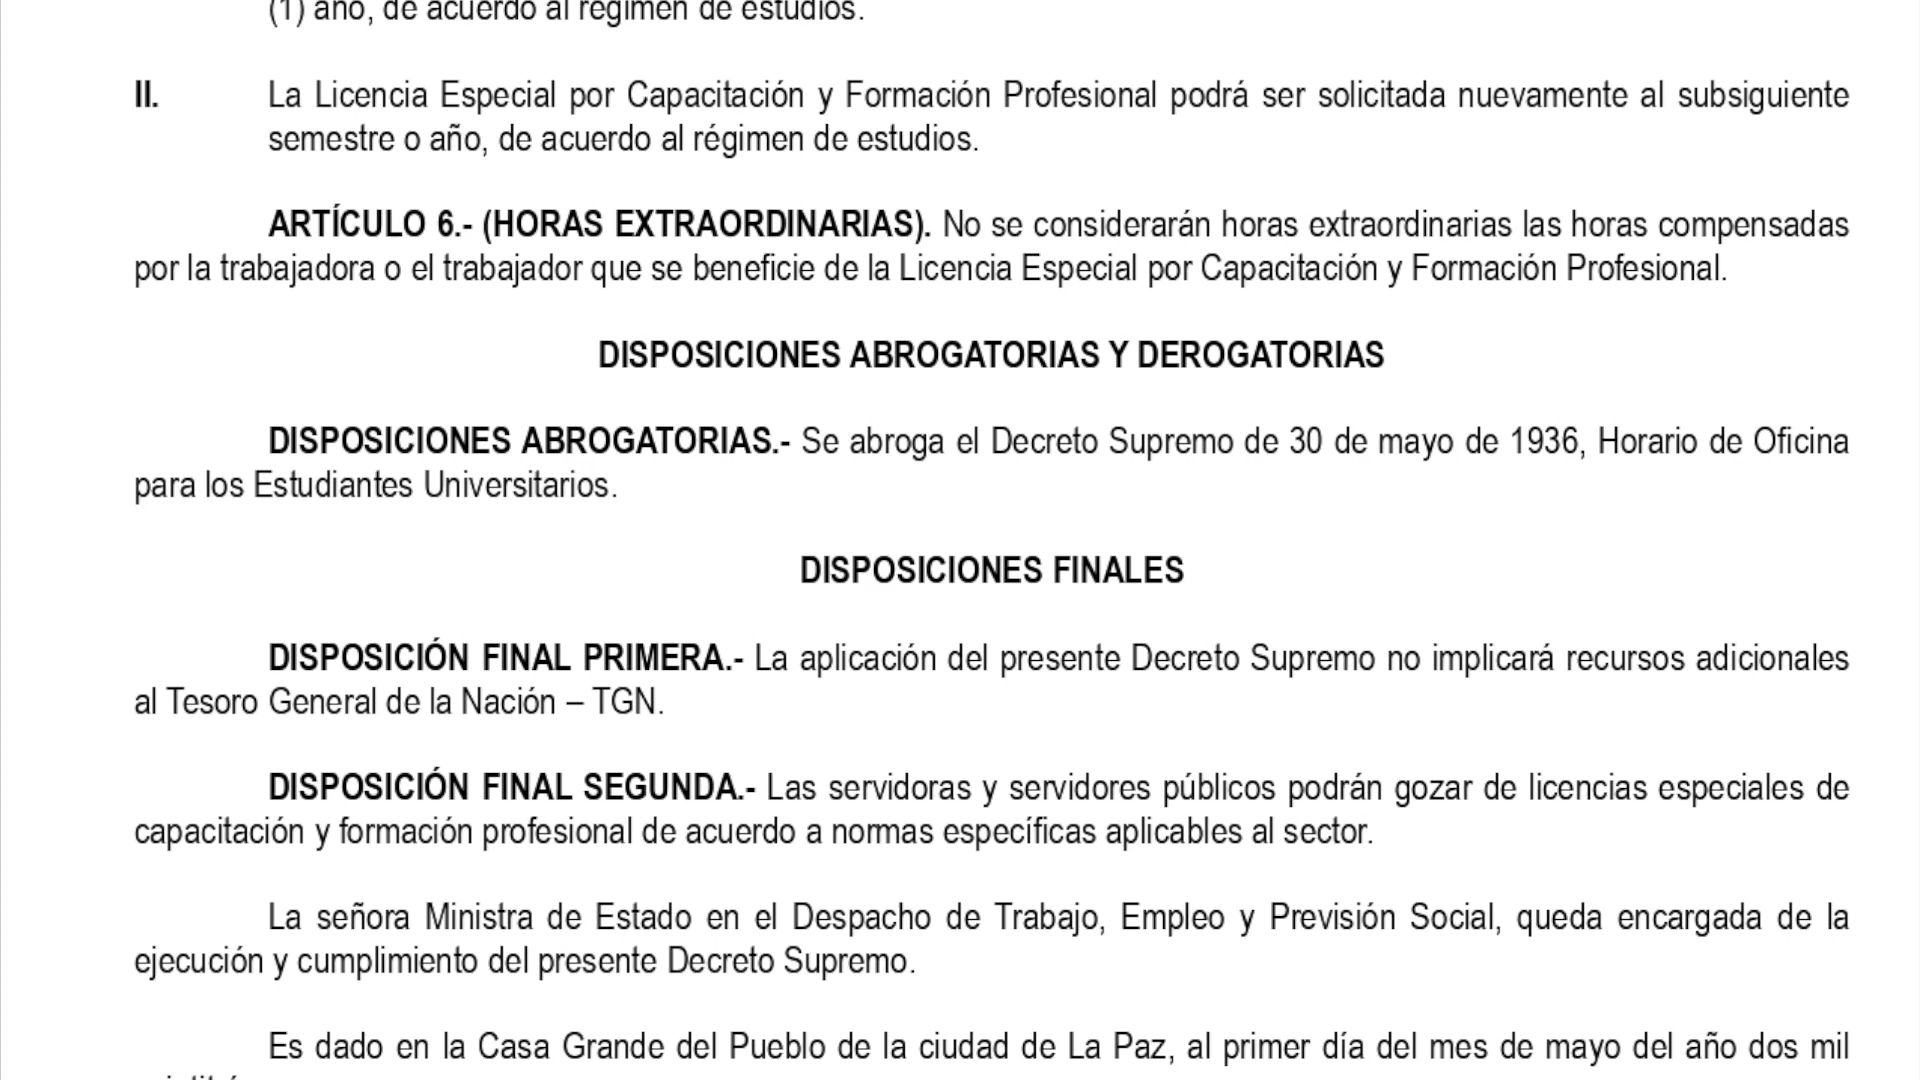 (1) año, de acuerdo al régimen de estudios.
II. La Licencia Especial por Capacitación y Formación Profesional podrá ser solicitada nuevamente al subsiguiente
semestre o año, de acuerdo al régimen de estudios.
ARTÍCULO 6.- (HORAS EXTRAORDINARIAS). No se considerarán horas extraordinarias las horas compensadas
por la trabajadora o el trabajador que se beneficie de la Licencia Especial por Capacitación y Formación Profesional.
DISPOSICIONES ABROGATORIAS Y DEROGATORIAS
DISPOSICIONES ABROGATORIAS.- Se abroga el Decreto Supremo de 30 de mayo de 1936, Horario de Oficina
para los Estudiantes Universitarios.
DISPOSICIONES FINALES
DISPOSICIÓN FINAL PRIMERA.- La aplicación del presente Decreto Supremo no implicará recursos adicionales
al Tesoro General de la Nación – TGN.
DISPOSICIÓN FINAL SEGUNDA.- Las servidoras y servidores públicos podrán gozar de licencias especiales de
capacitación y formación profesional de acuerdo a normas específicas aplicables al sector.
La señora Ministra de Estado en el Despacho de Trabajo, Empleo y Previsión Social, queda encargada de la
ejecución y cumplimiento del presente Decreto Supremo.
Es dado en la Casa Grande del Pueblo de la ciudad de La Paz, al primer día del mes de mayo del año dos mil